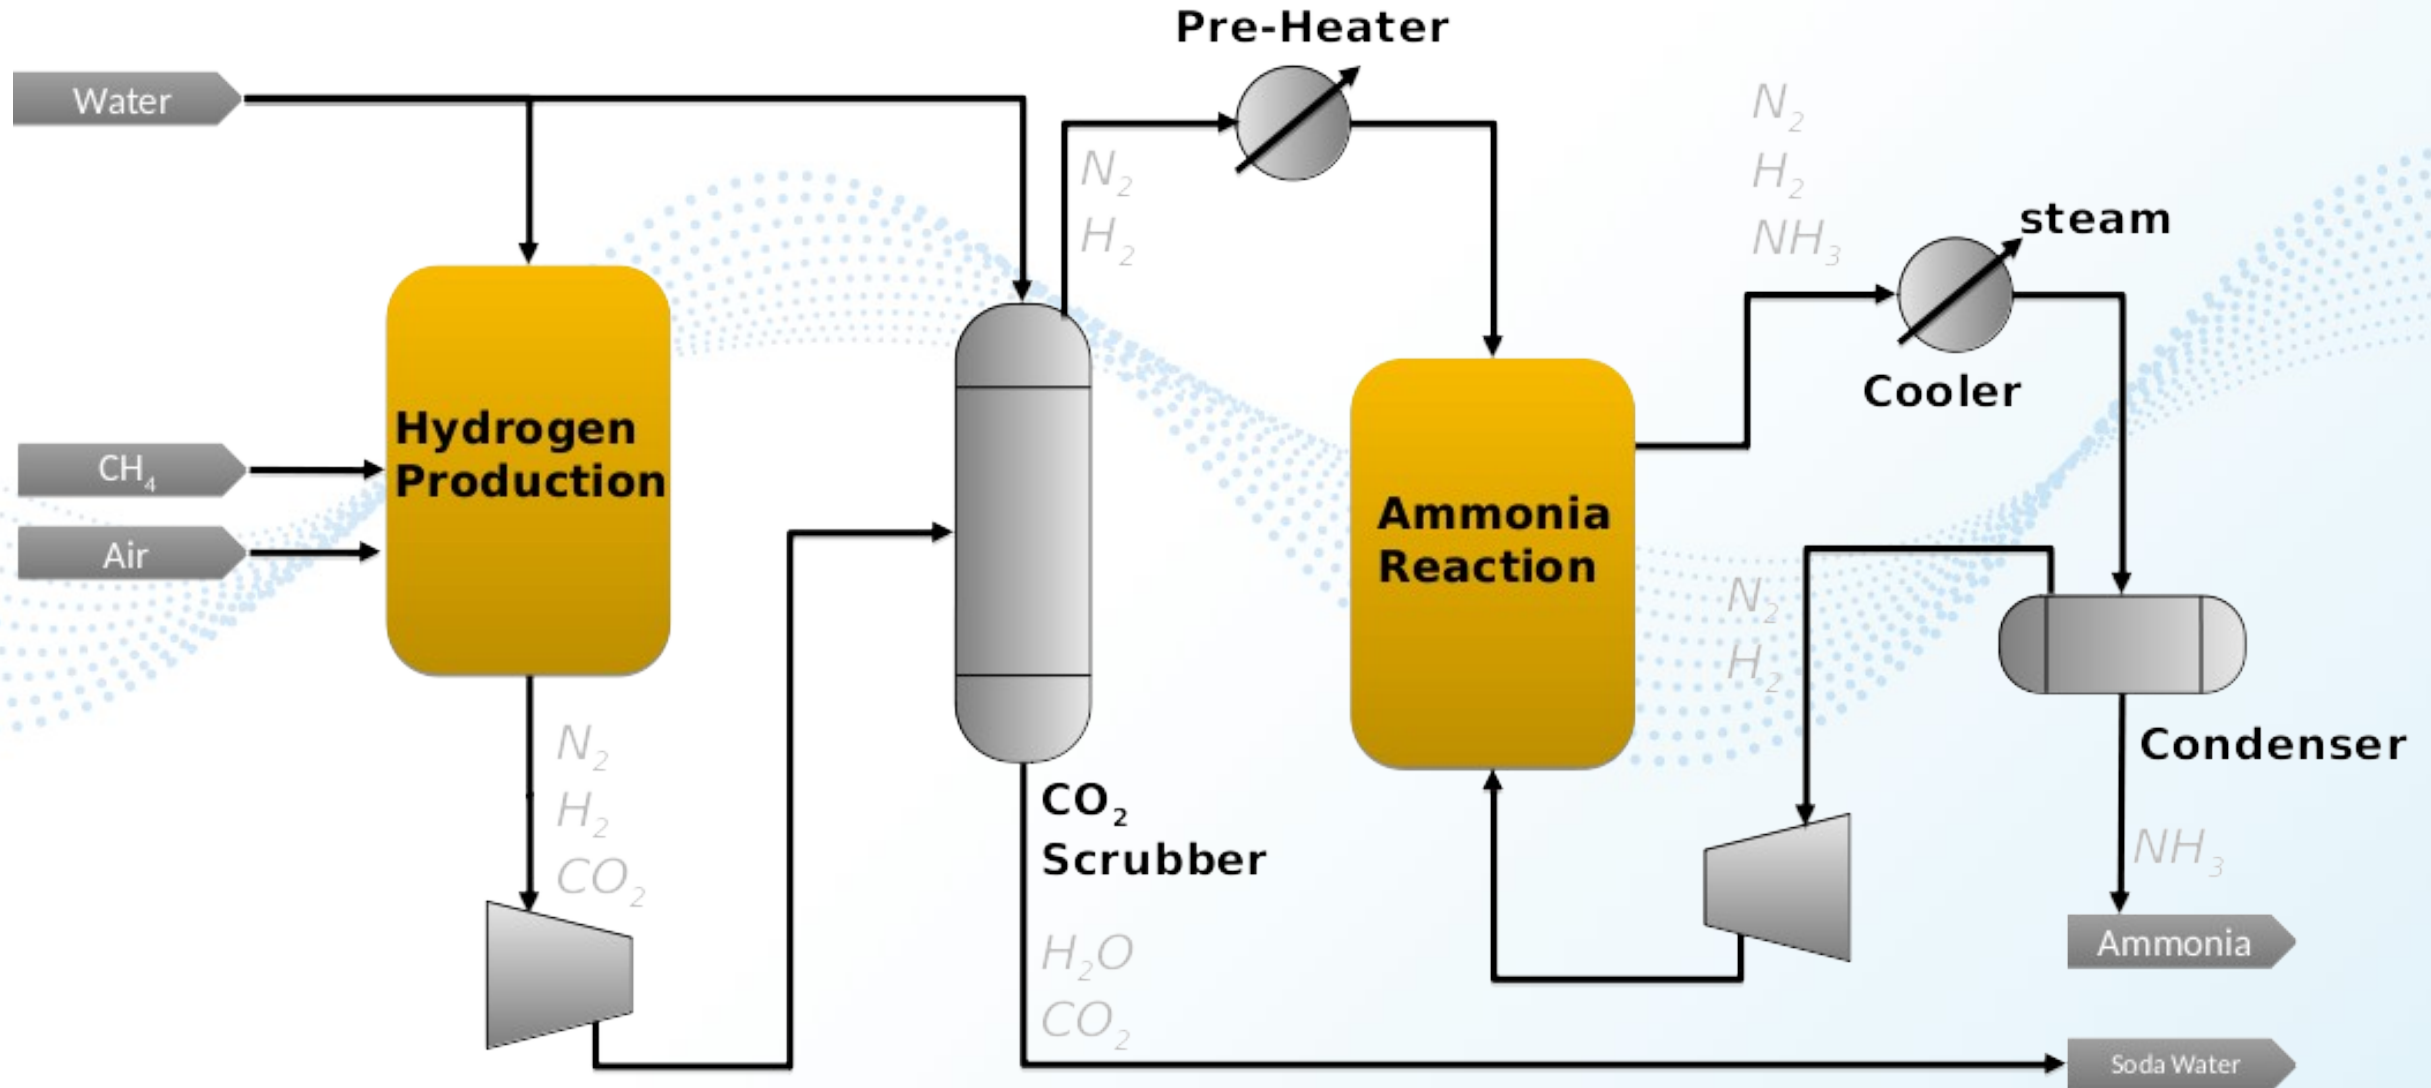 Pre-Heater
Water
N₂
H₂
N₂
H₂
NH₃
steam
Cooler
Hydrogen
Production
CH₄
Air
Ammonia
Reaction
N₂
H₂
Condenser
N₂
H₂
CO₂
CO₂
Scrubber
NH₃
Ammonia
H₂O
CO₂
Soda Water